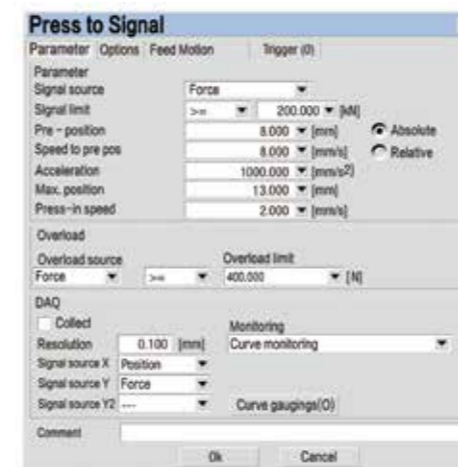 Press to Signal
Parameter Options Feed Motion Trigger (0)
Parameter
Signal source Force
Signal limit >= 200.000 [kN]
Pre - position 8.000 [mm] Absolute
Speed to pre pos 8.000 [mm/s] Relative
Acceleration 1000.000 [mm/s²]
Max. position 13.000 [mm]
Press-in speed 2.000 [mm/s]
Overload
Overload source Overload limit
Force >= 400.000 [N]
DAQ
Collect Monitoring
Resolution 0.100 [mm] Curve monitoring
Signal source X Position
Signal source Y Force
Signal source Y2 --- Curve gaugings(0)
Comment
Ok Cancel